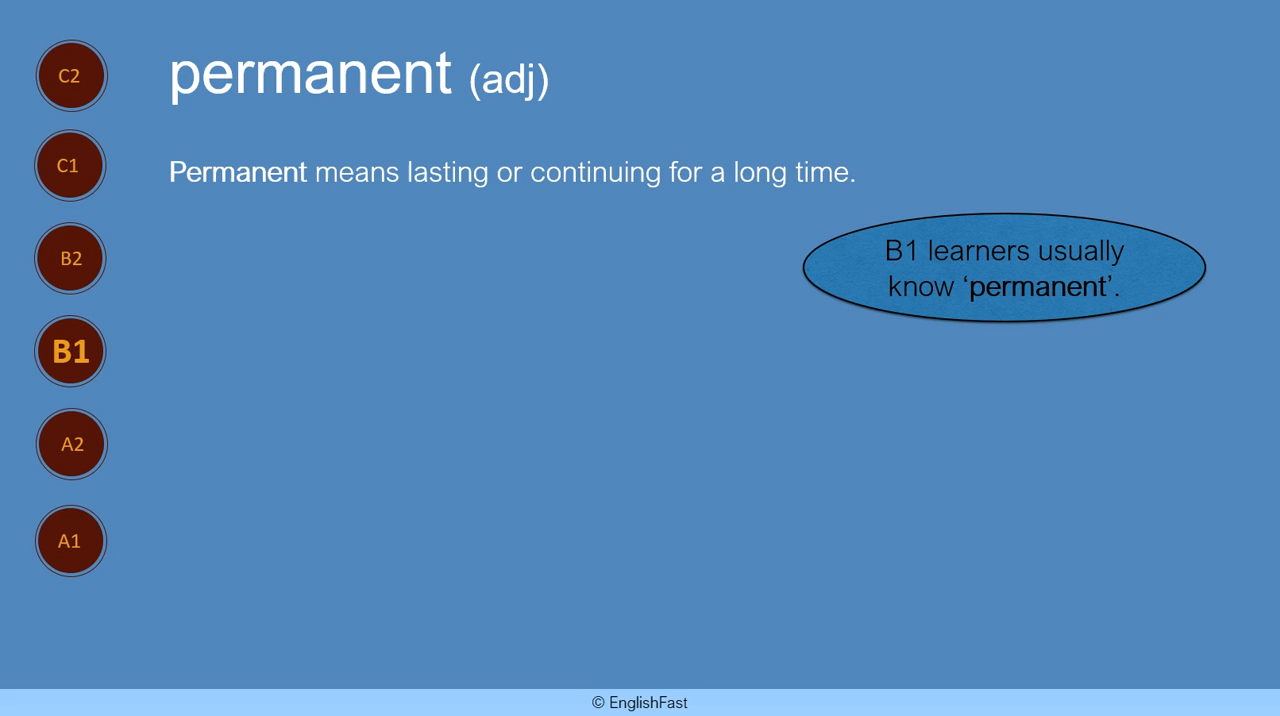 permanent (adj)
Permanent means lasting or continuing for a long time.
B1 learners usually
know ‘permanent’.
C2
C1
B2
B1
A2
A1
© EnglishFast